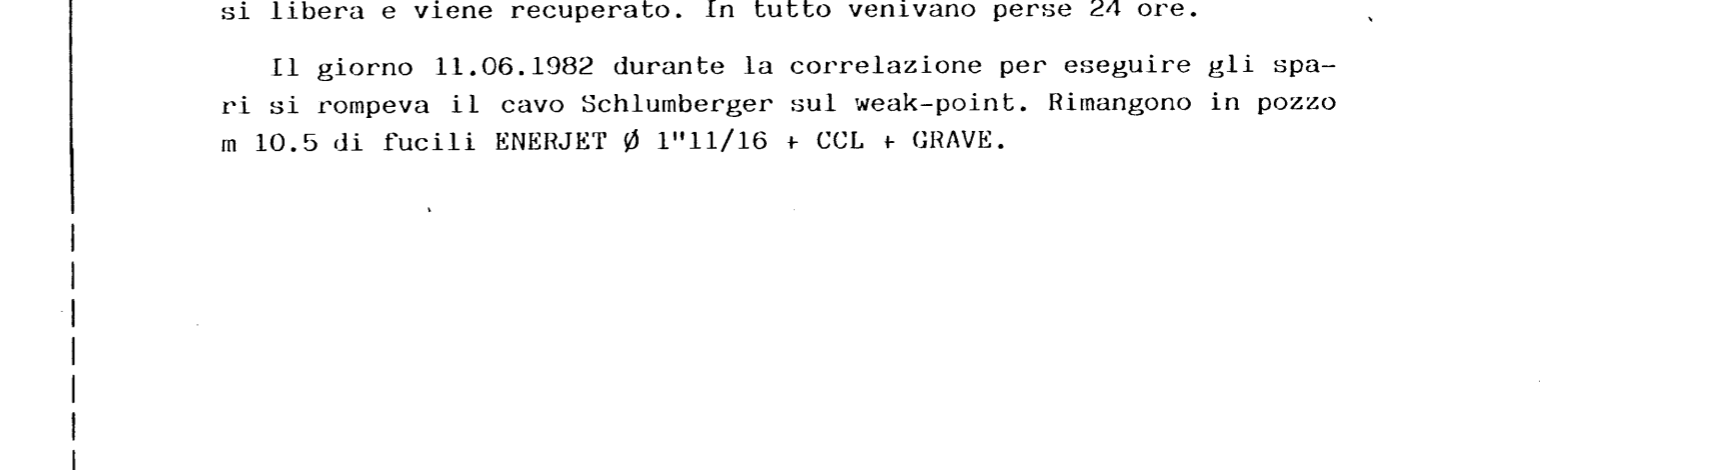 si libera e viene recuperato. In tutto venivano perse 24 ore.
Il giorno 11.06.1982 durante la correlazione per eseguire gli spa-
ri si rompeva il cavo Schlumberger sul weak-point. Rimangono in pozzo
m 10.5 di fucili ENERJET Ø 1"11/16 + CCL + GRAVE.